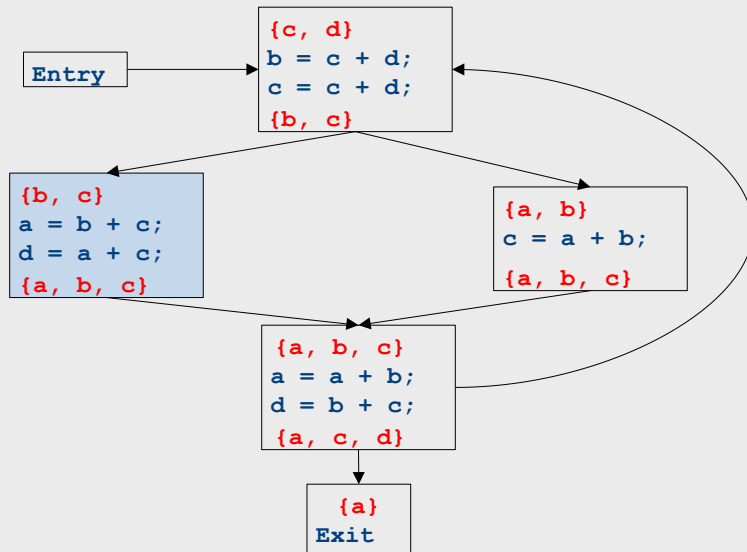 {c, d}
b = c + d;
c = c + d;
{b, c}
Entry
{b, c}
a = b + c;
d = a + c;
{a, b, c}
{a, b}
c = a + b;
{a, b, c}
{a, b, c}
a = a + b;
d = b + c;
{a, c, d}
{a}
Exit